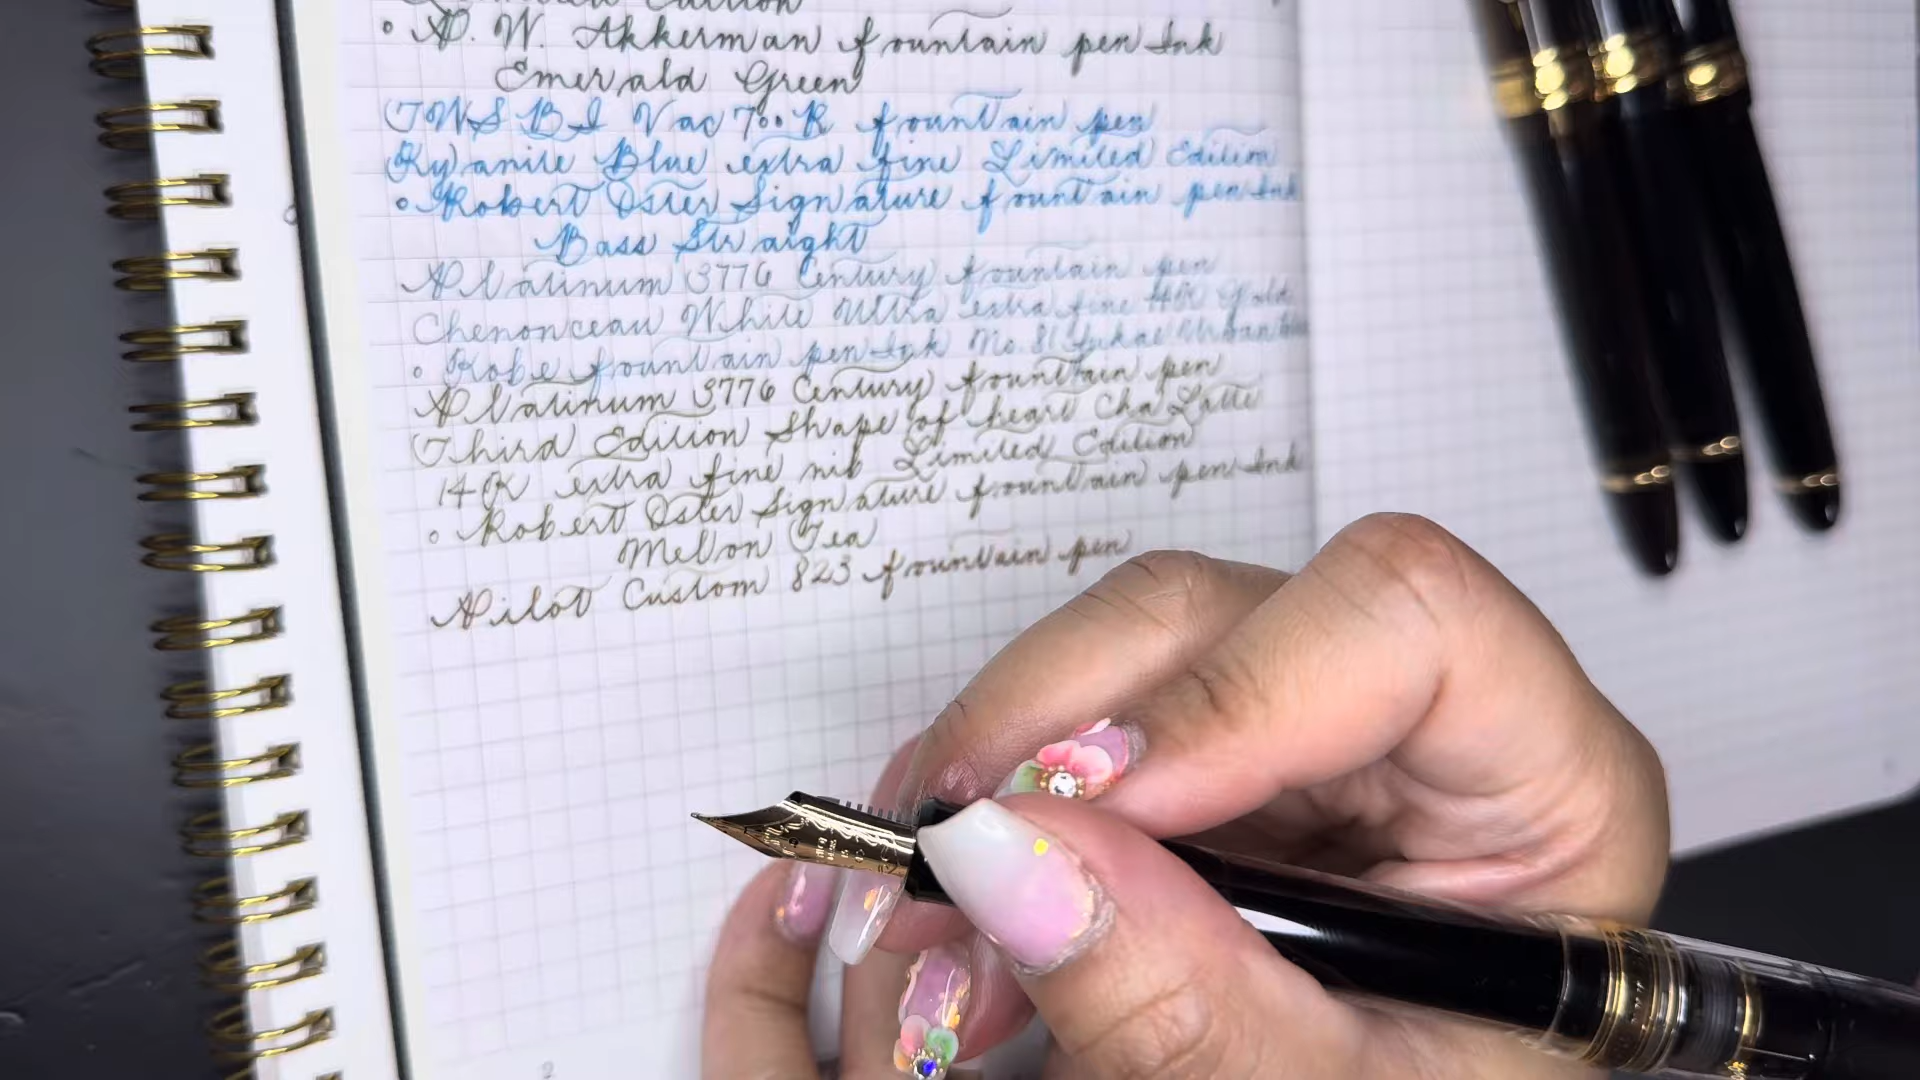 Limited Edition
• P. W. Akkerman fountain pen Ink
Emerald Green
TWSBI Vac 700R fountain pen
Kyanite Blue extra fine Limited Edition
• Robert Oster Signature fountain pen Ink
Bass Straight
Platinum 3776 Century fountain pen
Chenonceau White Ultra extra fine 14K Gold
• Kobe fountain pen Ink No. 81
Platinum 3776 Century fountain pen
Third Edition Shape of heart Cha Latte
14K extra fine nib Limited Edition
• Robert Oster Signature fountain pen Ink
Melon Tea
Pilot Custom 823 fountain pen